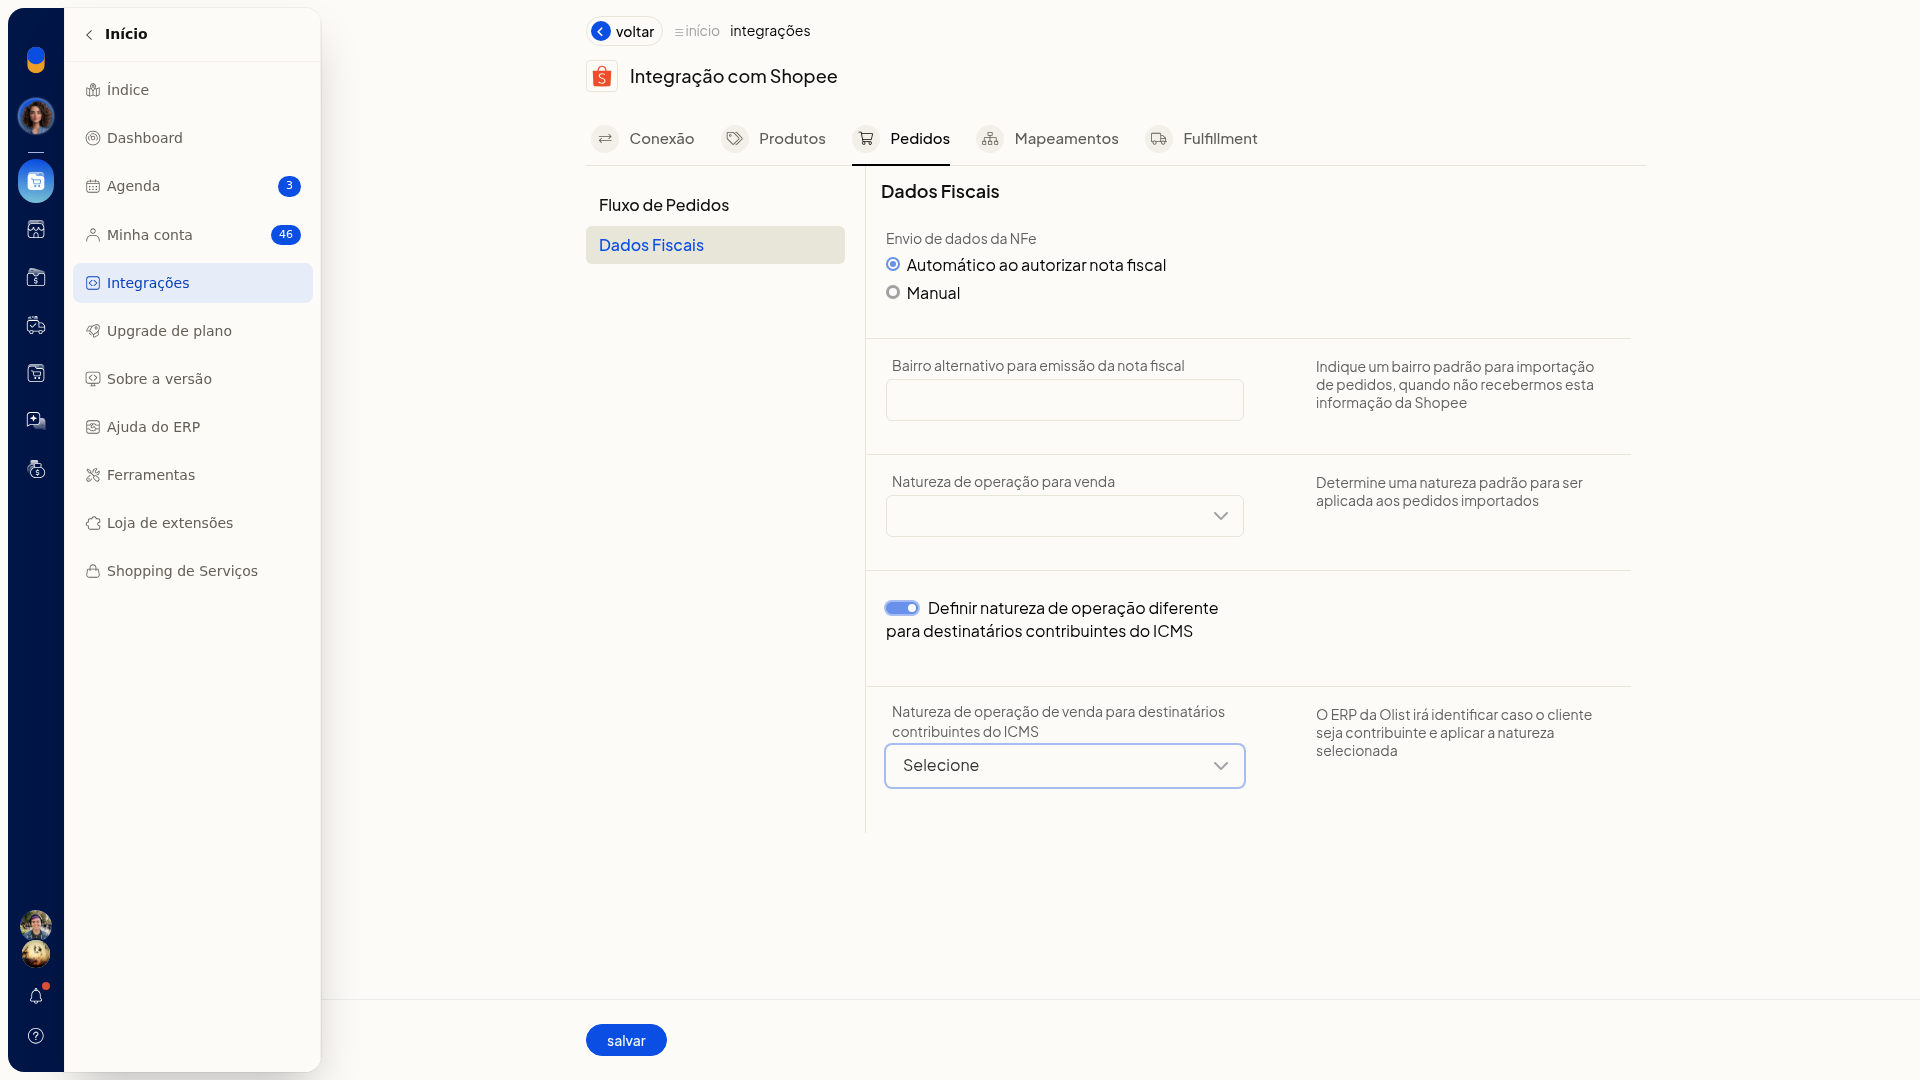 Início
Índice
Dashboard
Agenda
3
Minha conta
46
Integrações
Upgrade de plano
Sobre a versão
Ajuda do ERP
Ferramentas
Loja de extensões
Shopping de Serviços
voltar
início
integrações
Integração com Shopee
Conexão
Produtos
Pedidos
Mapeamentos
Fulfillment
Fluxo de Pedidos
Dados Fiscais
Dados Fiscais
Envio de dados da NFe
Automático ao autorizar nota fiscal
Manual
Bairro alternativo para emissão da nota fiscal
Indique um bairro padrão para importação
de pedidos, quando não recebermos esta
informação da Shopee
Natureza de operação para venda
Determine uma natureza padrão para ser
aplicada aos pedidos importados
Definir natureza de operação diferente
para destinatários contribuintes do ICMS
Natureza de operação de venda para destinatários
contribuintes do ICMS
Selecione
O ERP da Olist irá identificar caso o cliente
seja contribuinte e aplicar a natureza
selecionada
salvar